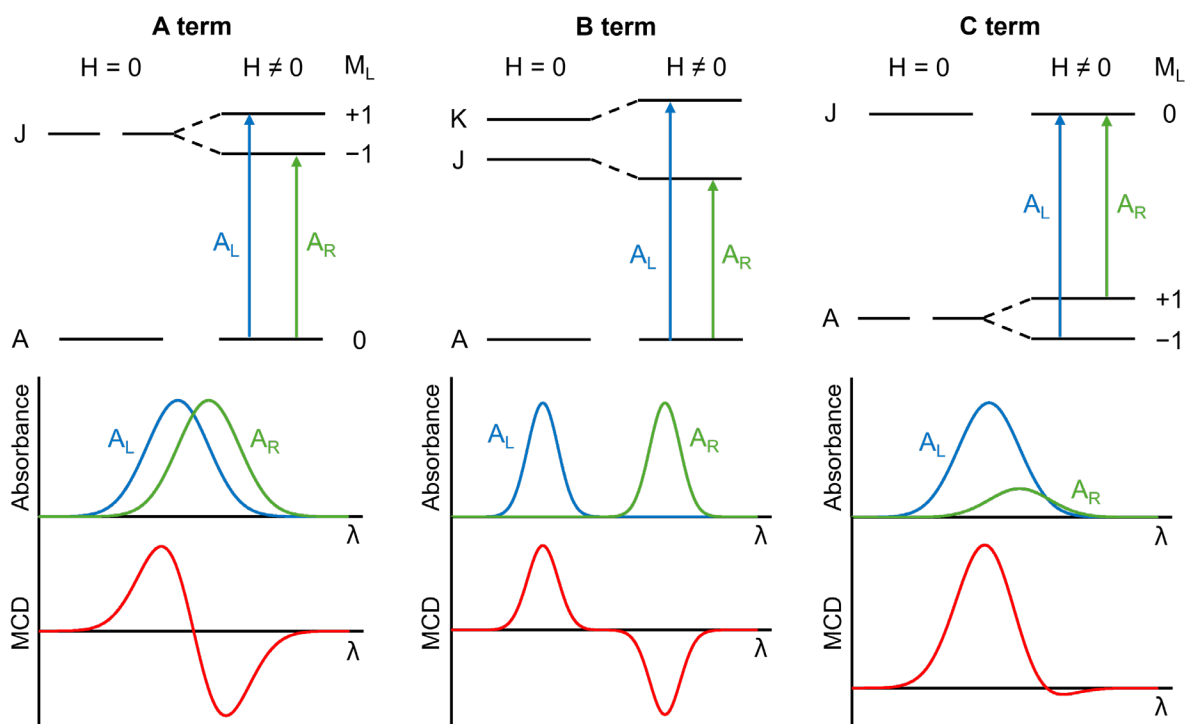 A term
H = 0 H ≠ 0 M_L
J +1
−1
A_L A_R
A 0
Absorbance
A_L A_R
λ
MCD
λ
B term
H = 0 H ≠ 0
K
J
A_L A_R
A
Absorbance
A_L A_R
λ
MCD
λ
C term
H = 0 H ≠ 0 M_L
J 0
A_L A_R
A +1
−1
Absorbance
A_L A_R
λ
MCD
λ